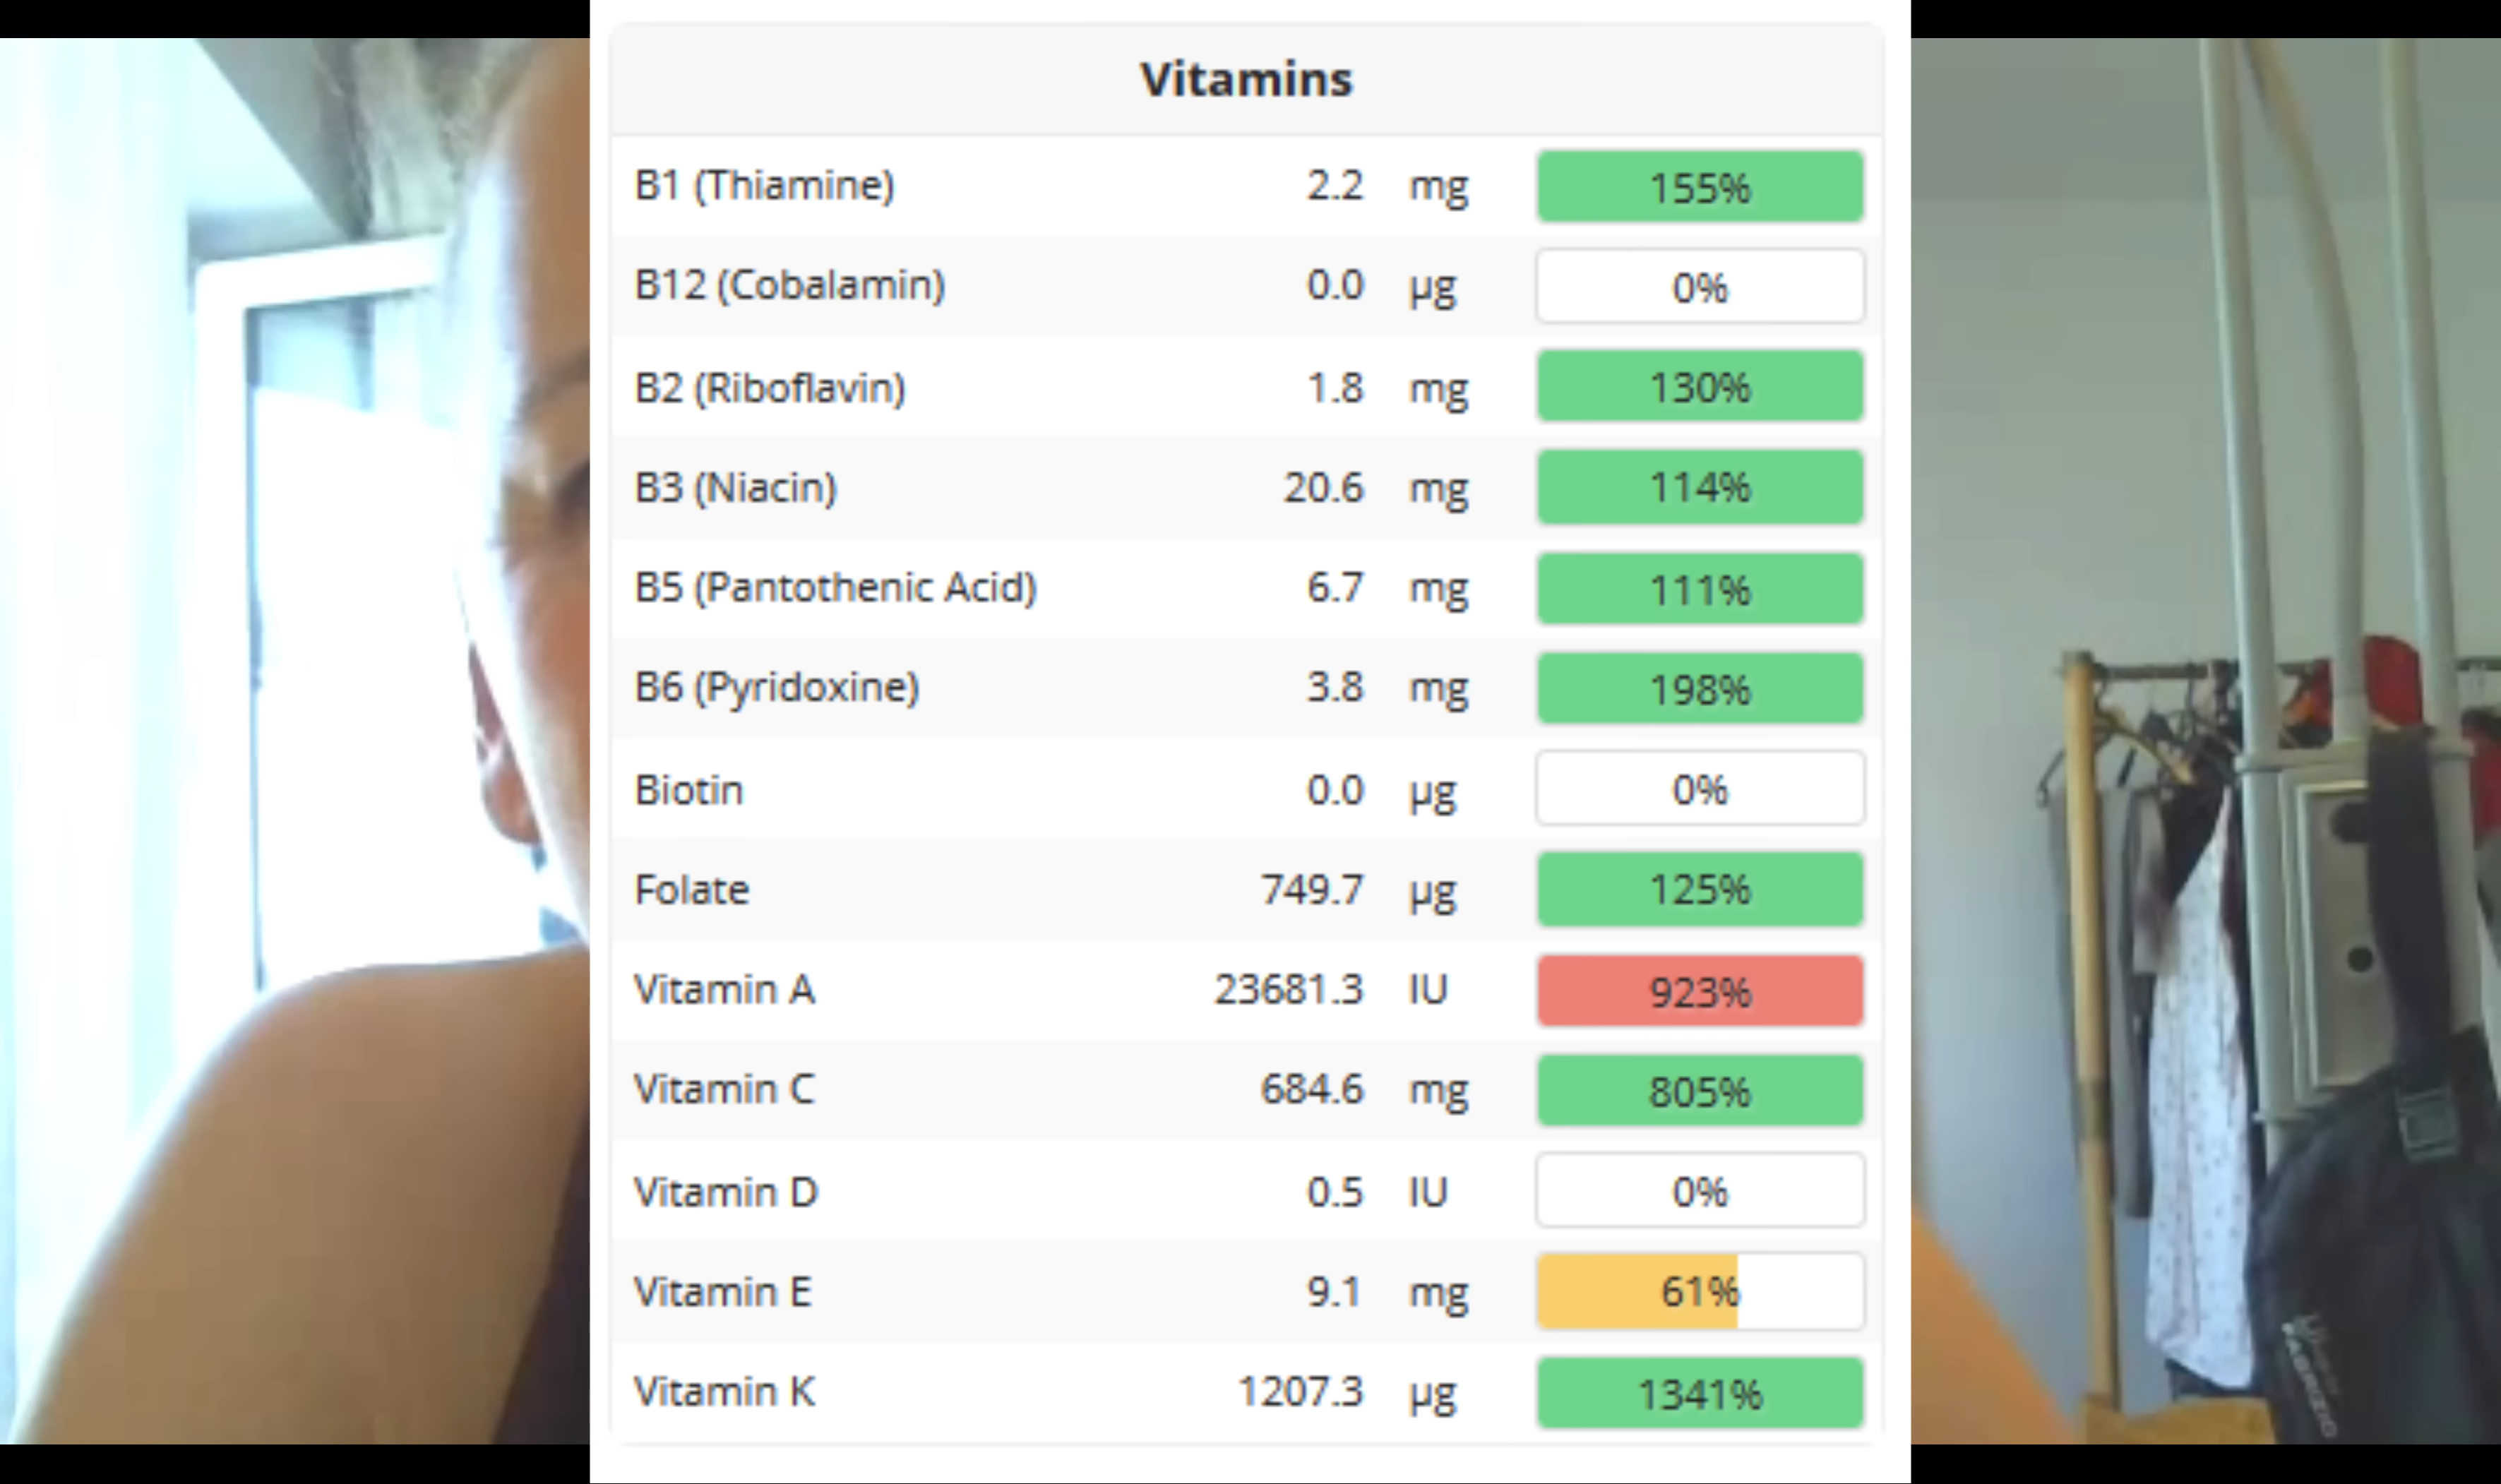 Vitamins
B1 (Thiamine) 2.2 mg 155%
B12 (Cobalamin) 0.0 µg 0%
B2 (Riboflavin) 1.8 mg 130%
B3 (Niacin) 20.6 mg 114%
B5 (Pantothenic Acid) 6.7 mg 111%
B6 (Pyridoxine) 3.8 mg 198%
Biotin 0.0 µg 0%
Folate 749.7 µg 125%
Vitamin A 23681.3 IU 923%
Vitamin C 684.6 mg 805%
Vitamin D 0.5 IU 0%
Vitamin E 9.1 mg 61%
Vitamin K 1207.3 µg 1341%